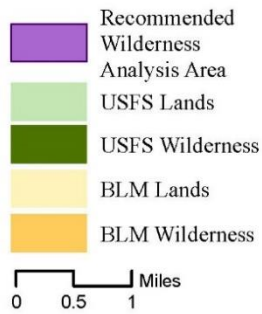 Recommended
Wilderness
Analysis Area
USFS Lands
USFS Wilderness
BLM Lands
BLM Wilderness
Miles
0 0.5 1